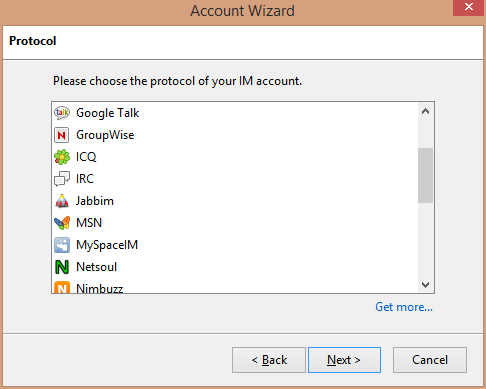 Account Wizard
Protocol
Please choose the protocol of your IM account.
talk Google Talk
N GroupWise
ICQ
IRC
Jabbim
MSN
MySpaceIM
N Netsoul
N Nimbuzz
Get more...
< Back Next > Cancel